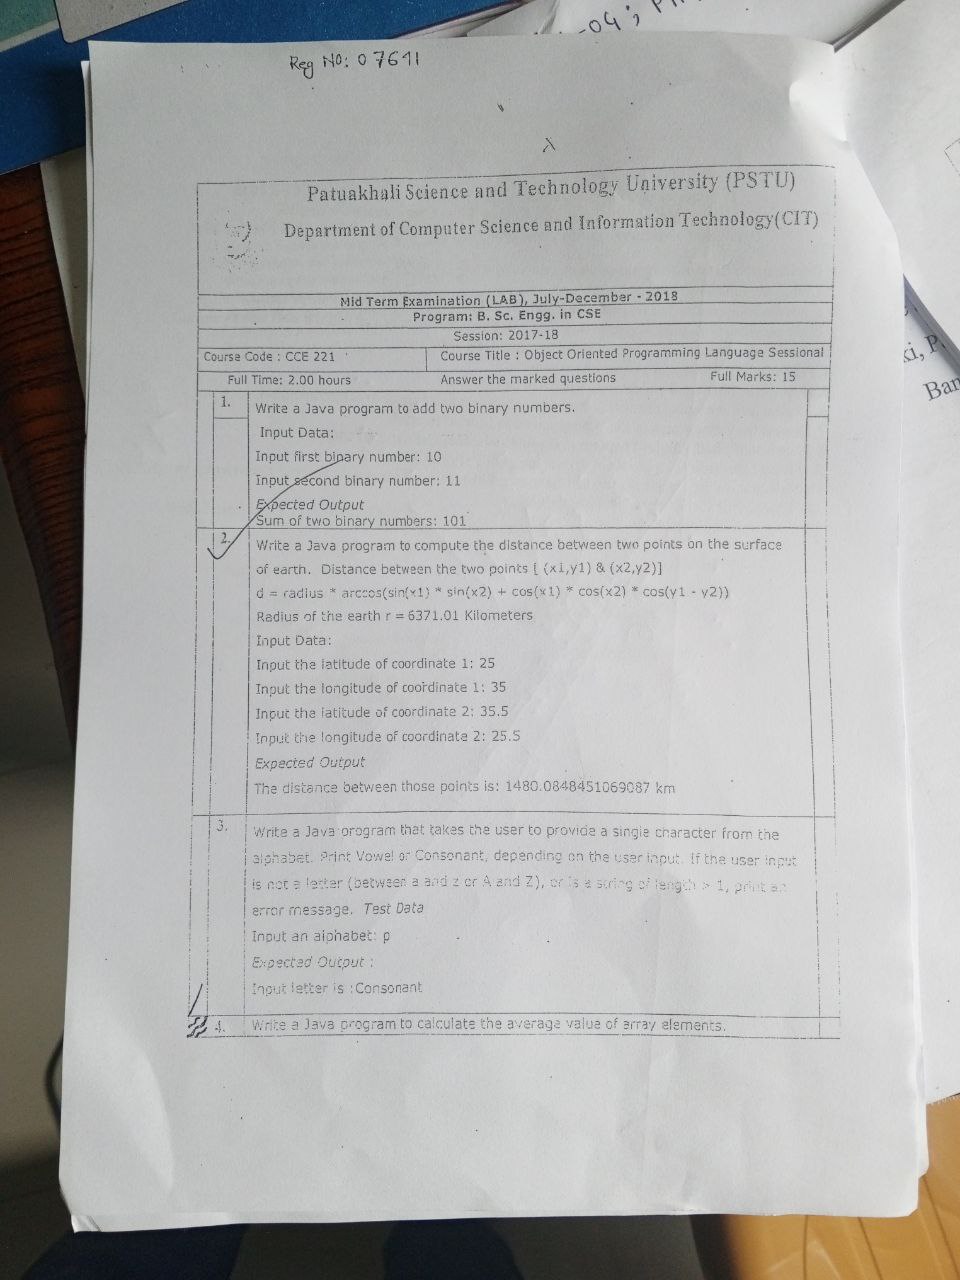 -04;
Reg No: 07641
Patuakhali Science and Technology University (PSTU)
Department of Computer Science and Information Technology(CIT)
Mid Term Examination (LAB), July-December - 2018
Program: B. Sc. Engg. in CSE
Session: 2017-18
Course Code : CCE 221 Course Title : Object Oriented Programming Language Sessional
Full Time: 2.00 hours Answer the marked questions Full Marks: 15
1. Write a Java program to add two binary numbers.
Input Data:
Input first binary number: 10
Input second binary number: 11
Expected Output
Sum of two binary numbers: 101
2. Write a Java program to compute the distance between two points on the surface
of earth. Distance between the two points [ (x1,y1) & (x2,y2)]
d = radius * arccos(sin(x1) * sin(x2) + cos(x1) * cos(x2) * cos(y1 - y2))
Radius of the earth r = 6371.01 Kilometers
Input Data:
Input the latitude of coordinate 1: 25
Input the longitude of coordinate 1: 35
Input the latitude of coordinate 2: 35.5
Input the longitude of coordinate 2: 25.5
Expected Output
The distance between those points is: 1480.0848451069087 km
3. Write a Java program that takes the user to provide a single character from the
alphabet. Print Vowel or Consonant, depending on the user input. If the user input
is not a letter (between a and z or A and Z), or is a string of length > 1, print an
error message. Test Data
Input an alphabet: p
Expected Output :
Input letter is : Consonant
4. Write a Java program to calculate the average value of array elements.
ki, P.
Ban